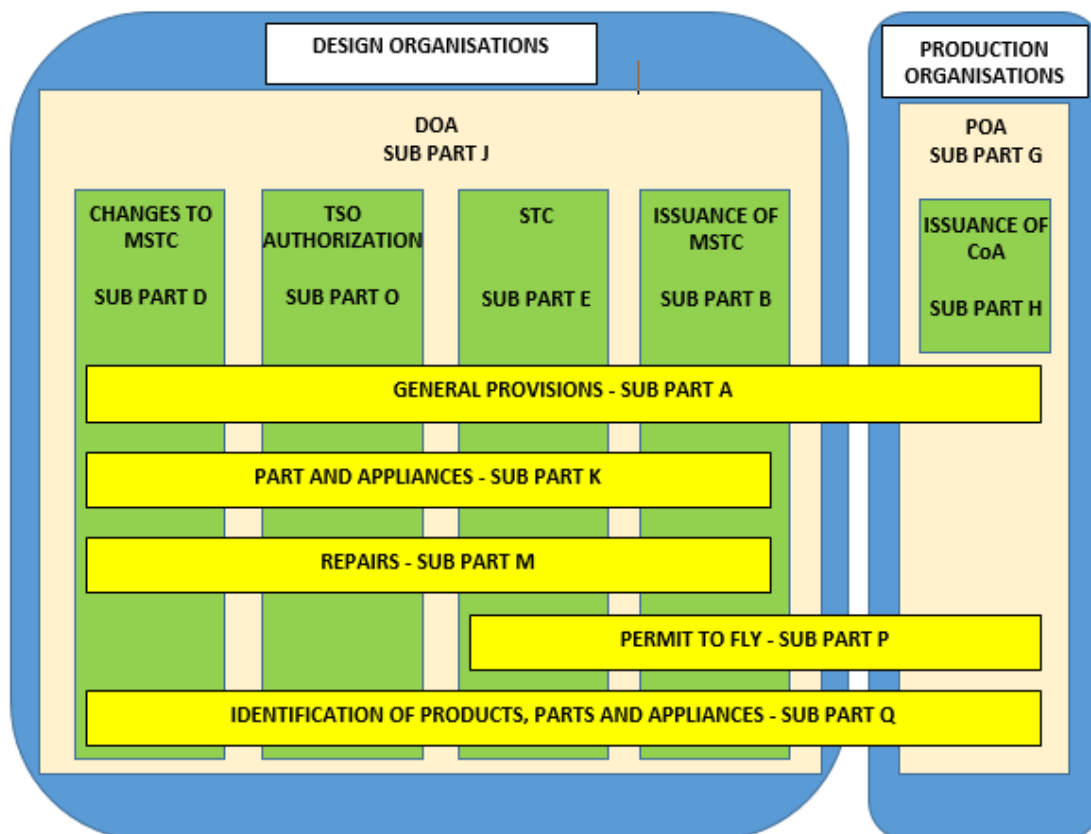 DESIGN ORGANISATIONS
DOA
SUB PART J
CHANGES TO
MSTC
SUB PART D
TSO
AUTHORIZATION
SUB PART O
STC
SUB PART E
ISSUANCE OF
MSTC
SUB PART B
PRODUCTION
ORGANISATIONS
POA
SUB PART G
ISSUANCE OF
CoA
SUB PART H
GENERAL PROVISIONS - SUB PART A
PART AND APPLIANCES - SUB PART K
REPAIRS - SUB PART M
PERMIT TO FLY - SUB PART P
IDENTIFICATION OF PRODUCTS, PARTS AND APPLIANCES - SUB PART Q